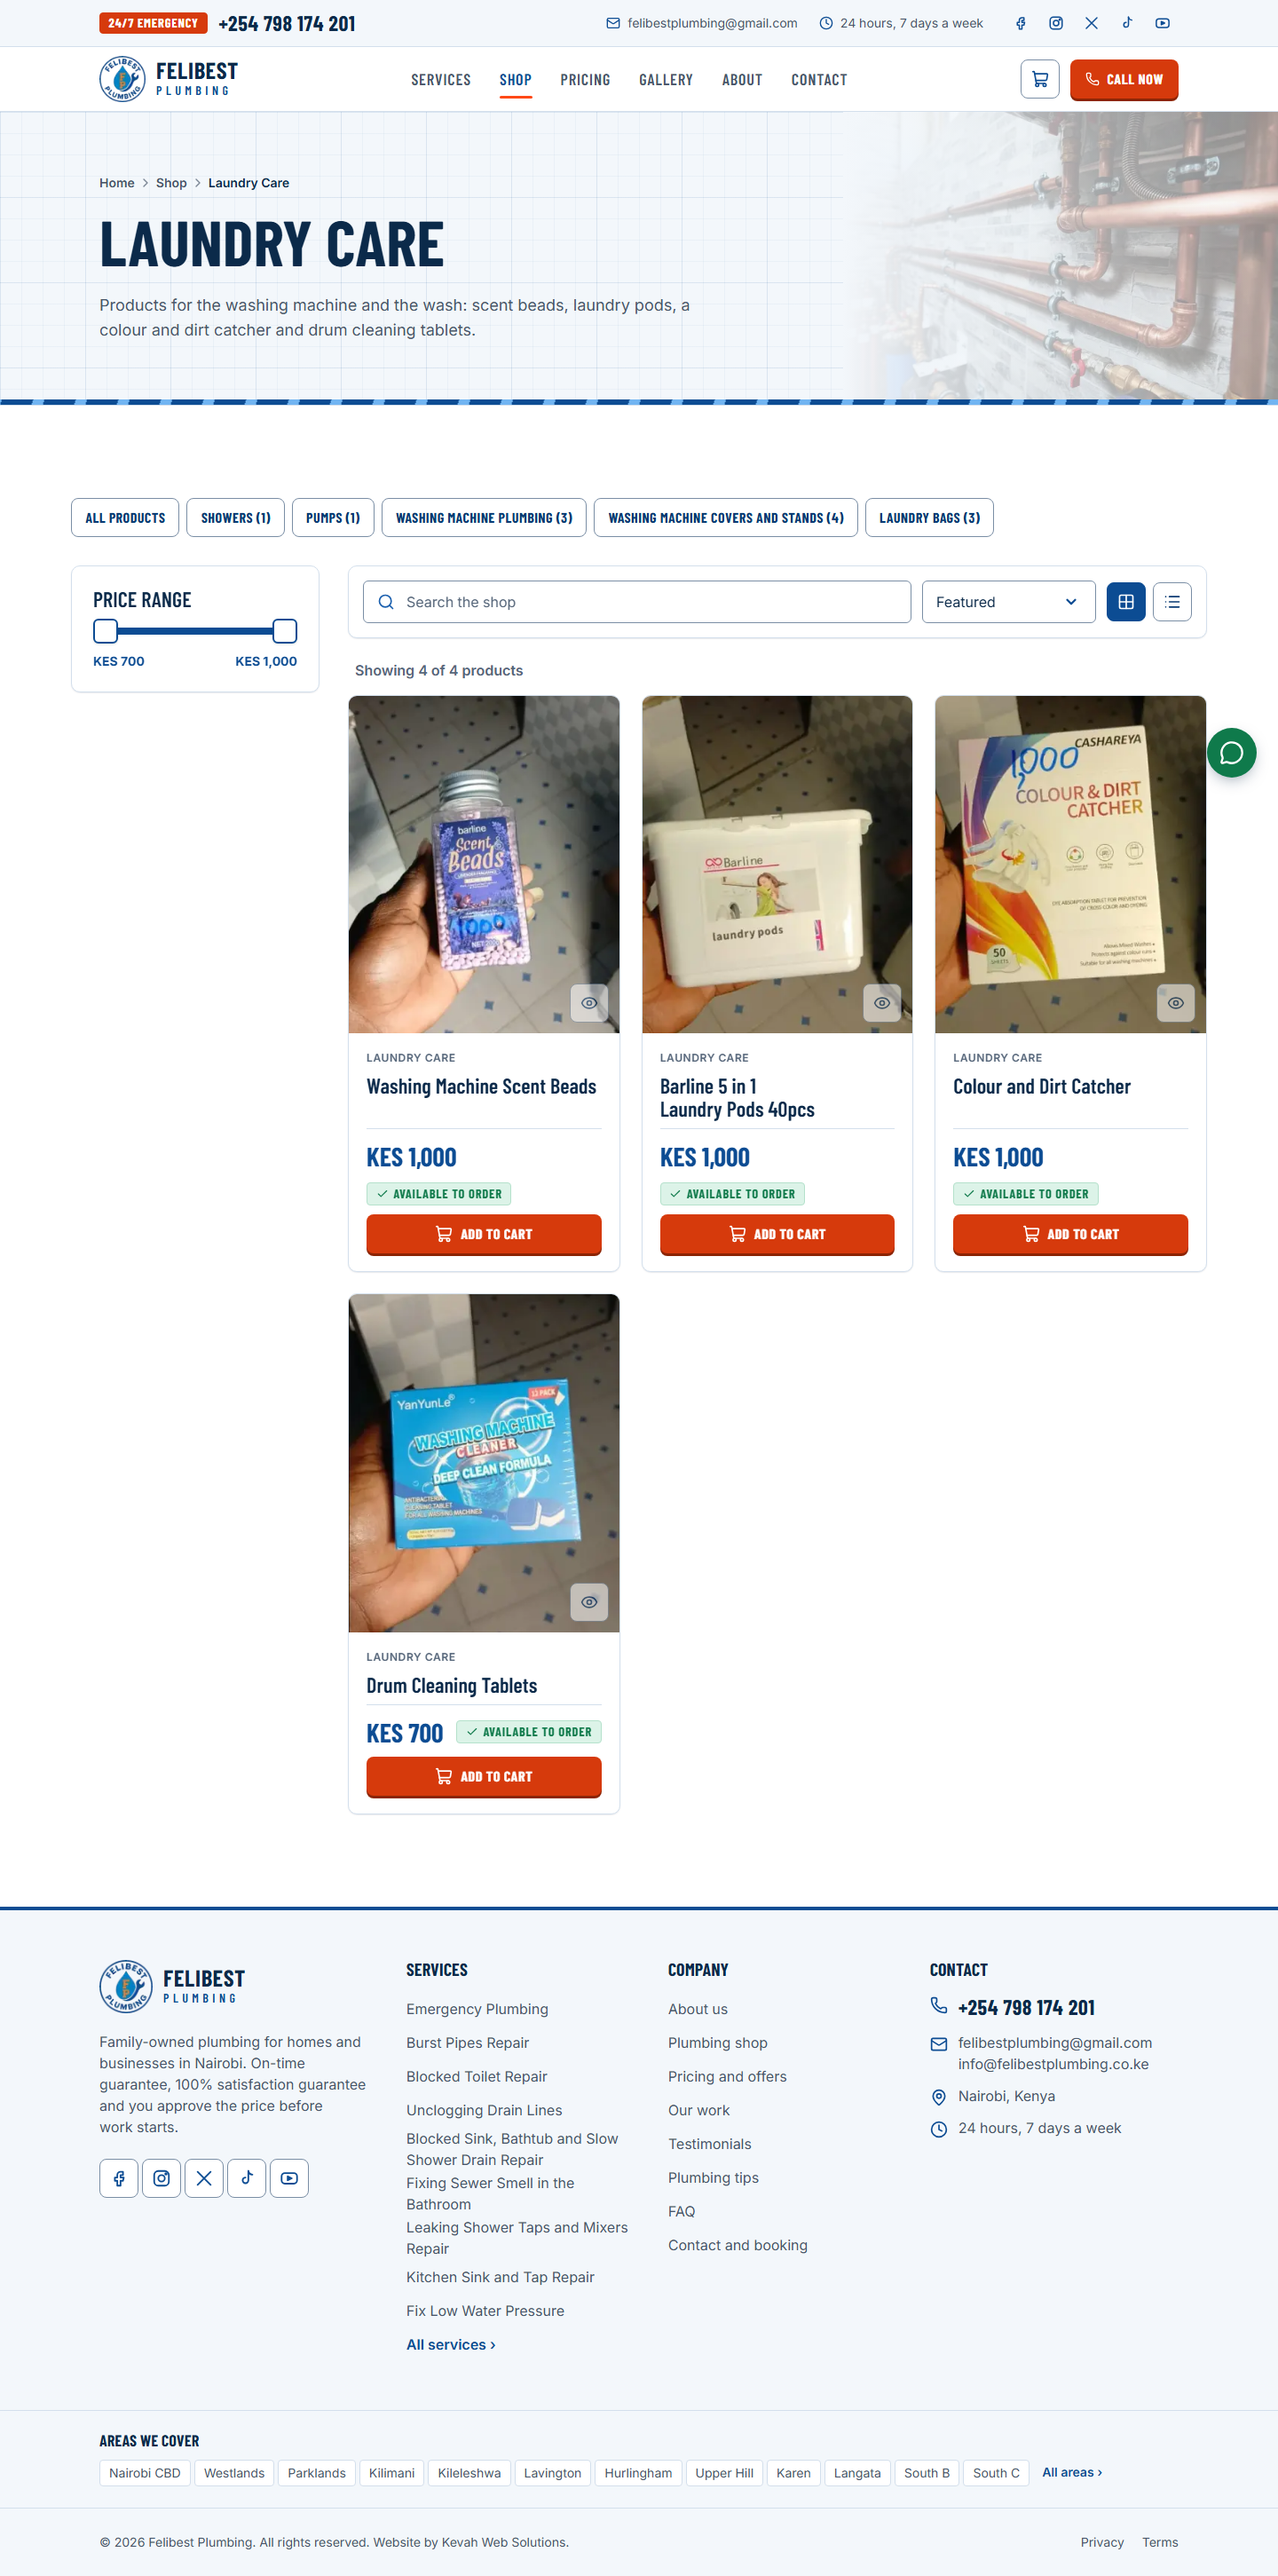 24/7 EMERGENCY +254 798 174 201 felibestplumbing@gmail.com 24 hours, 7 days a week
FELIBEST
PLUMBING
SERVICES SHOP PRICING GALLERY ABOUT CONTACT
CALL NOW
Home > Shop > Laundry Care
LAUNDRY CARE
Products for the washing machine and the wash: scent beads, laundry pods, a
colour and dirt catcher and drum cleaning tablets.
ALL PRODUCTS SHOWERS (1) PUMPS (1) WASHING MACHINE PLUMBING (3) WASHING MACHINE COVERS AND STANDS (4) LAUNDRY BAGS (3)
PRICE RANGE
KES 700 KES 1,000
Search the shop Featured
Showing 4 of 4 products
barline
Scent
Beads
Barline
laundry pods
CASHAREYA
1,000
COLOUR & DIRT
CATCHER
50
SHEETS
LAUNDRY CARE
Washing Machine Scent Beads
KES 1,000
AVAILABLE TO ORDER
ADD TO CART
LAUNDRY CARE
Barline 5 in 1
Laundry Pods 40pcs
KES 1,000
AVAILABLE TO ORDER
ADD TO CART
LAUNDRY CARE
Colour and Dirt Catcher
KES 1,000
AVAILABLE TO ORDER
ADD TO CART
YanYunLe®
12 PACK
WASHING MACHINE
CLEANER
DEEP CLEAN FORMULA
ANTIBACTERIAL
CLEANING TABLET
FOR ALL WASHING MACHINES
LAUNDRY CARE
Drum Cleaning Tablets
KES 700 AVAILABLE TO ORDER
ADD TO CART
FELIBEST
PLUMBING
Family-owned plumbing for homes and
businesses in Nairobi. On-time
guarantee, 100% satisfaction guarantee
and you approve the price before
work starts.
SERVICES
Emergency Plumbing
Burst Pipes Repair
Blocked Toilet Repair
Unclogging Drain Lines
Blocked Sink, Bathtub and Slow
Shower Drain Repair
Fixing Sewer Smell in the
Bathroom
Leaking Shower Taps and Mixers
Repair
Kitchen Sink and Tap Repair
Fix Low Water Pressure
All services ›
COMPANY
About us
Plumbing shop
Pricing and offers
Our work
Testimonials
Plumbing tips
FAQ
Contact and booking
CONTACT
+254 798 174 201
felibestplumbing@gmail.com
info@felibestplumbing.co.ke
Nairobi, Kenya
24 hours, 7 days a week
AREAS WE COVER
Nairobi CBD Westlands Parklands Kilimani Kileleshwa Lavington Hurlingham Upper Hill Karen Langata South B South C All areas ›
© 2026 Felibest Plumbing. All rights reserved. Website by Kevah Web Solutions. Privacy Terms